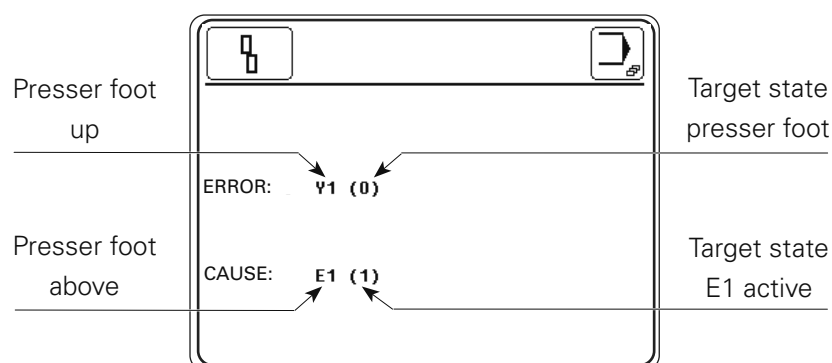 Presser foot
up
Target state
presser foot
ERROR: Y1 (0)
Presser foot
above
Target state
E1 active
CAUSE: E1 (1)